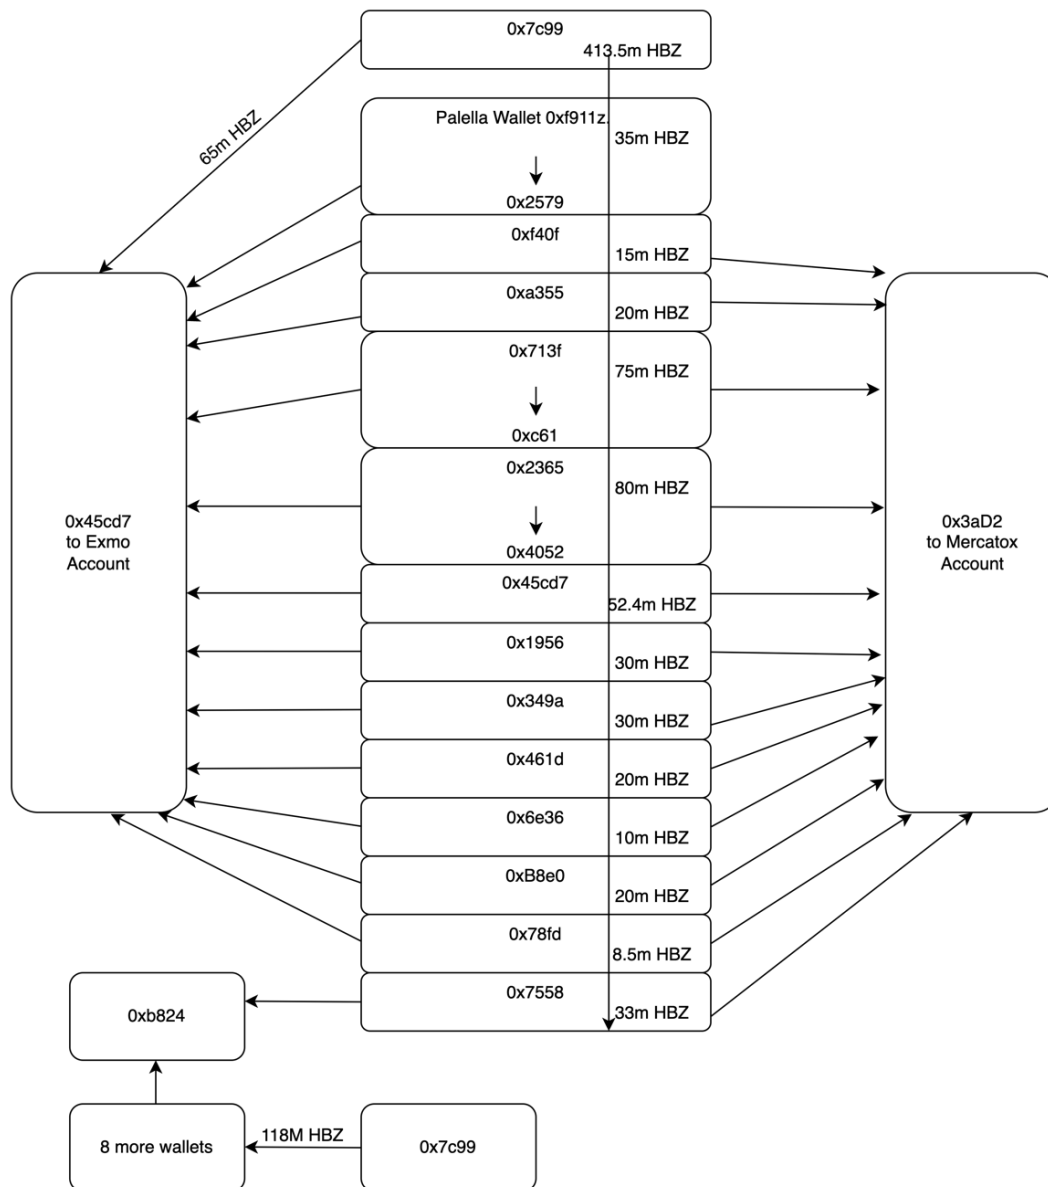 0x7c99
413.5m HBZ
65m HBZ
Palella Wallet 0xf911z.
35m HBZ
0x2579
0xf40f
15m HBZ
0xa355
20m HBZ
0x713f
75m HBZ
0xc61
0x2365
80m HBZ
0x4052
0x45cd7
to Exmo
Account
0x3aD2
to Mercatox
Account
0x45cd7
52.4m HBZ
0x1956
30m HBZ
0x349a
30m HBZ
0x461d
20m HBZ
0x6e36
10m HBZ
0xB8e0
20m HBZ
0x78fd
8.5m HBZ
0x7558
33m HBZ
0xb824
8 more wallets
118M HBZ
0x7c99